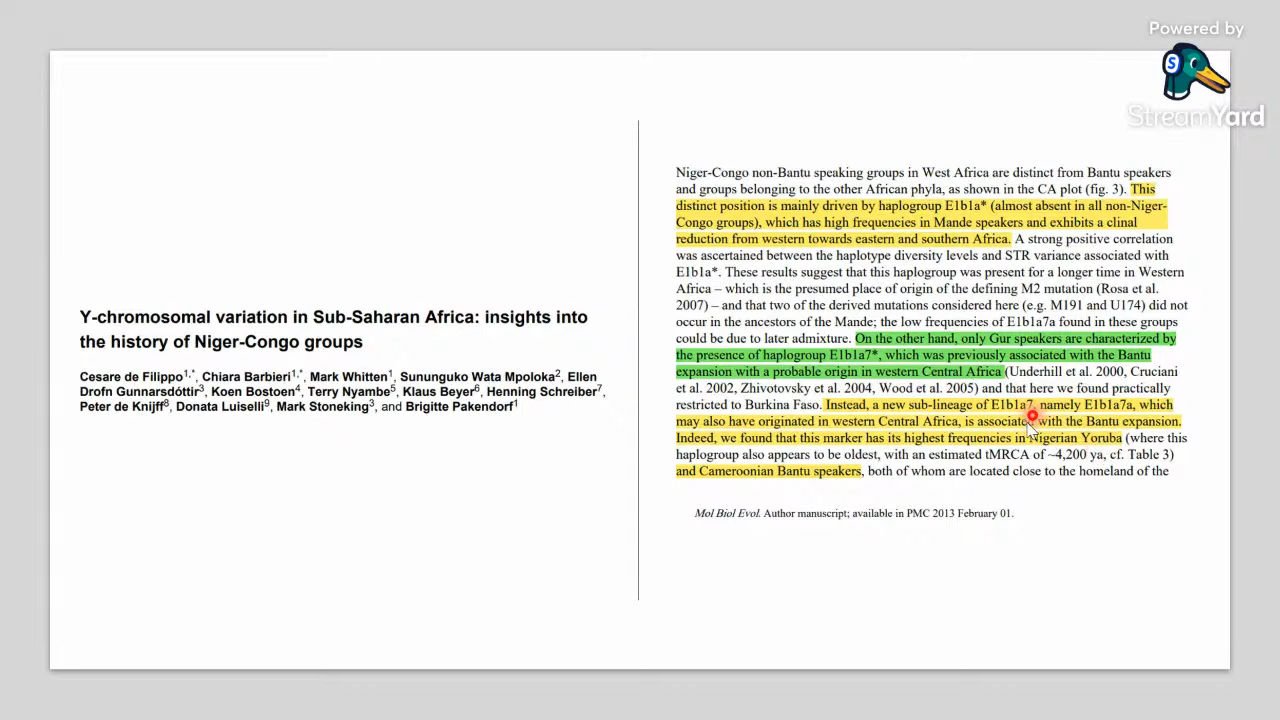 Powered by
S
StreamYard
Y-chromosomal variation in Sub-Saharan Africa: insights into
the history of Niger-Congo groups
Cesare de Filippo1,*, Chiara Barbieri1,*, Mark Whitten1, Sununguko Wata Mpoloka2, Ellen
Drofn Gunnarsdóttir3, Koen Bostoen4, Terry Nyambe5, Klaus Beyer6, Henning Schreiber7,
Peter de Knijff8, Donata Luiselli9, Mark Stoneking3, and Brigitte Pakendorf1
Niger-Congo non-Bantu speaking groups in West Africa are distinct from Bantu speakers
and groups belonging to the other African phyla, as shown in the CA plot (fig. 3). This
distinct position is mainly driven by haplogroup E1b1a* (almost absent in all non-Niger-
Congo groups), which has high frequencies in Mande speakers and exhibits a clinal
reduction from western towards eastern and southern Africa. A strong positive correlation
was ascertained between the haplotype diversity levels and STR variance associated with
E1b1a*. These results suggest that this haplogroup was present for a longer time in Western
Africa – which is the presumed place of origin of the defining M2 mutation (Rosa et al.
2007) – and that two of the derived mutations considered here (e.g. M191 and U174) did not
occur in the ancestors of the Mande; the low frequencies of E1b1a7a found in these groups
could be due to later admixture. On the other hand, only Gur speakers are characterized by
the presence of haplogroup E1b1a7*, which was previously associated with the Bantu
expansion with a probable origin in western Central Africa (Underhill et al. 2000, Cruciani
et al. 2002, Zhivotovsky et al. 2004, Wood et al. 2005) and that here we found practically
restricted to Burkina Faso. Instead, a new sub-lineage of E1b1a7, namely E1b1a7a, which
may also have originated in western Central Africa, is associated with the Bantu expansion.
Indeed, we found that this marker has its highest frequencies in Nigerian Yoruba (where this
haplogroup also appears to be oldest, with an estimated tMRCA of ~4,200 ya, cf. Table 3)
and Cameroonian Bantu speakers, both of whom are located close to the homeland of the
Mol Biol Evol. Author manuscript; available in PMC 2013 February 01.